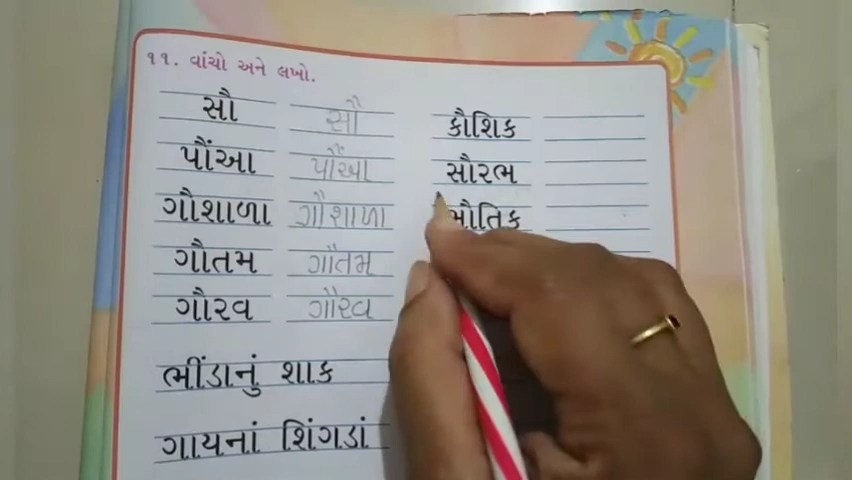 ૧૧. વાંચો અને લખો.
સૌ સૌ
પૌંઆ પૌંઆ
ગૌશાળા ગૌશાળા
ગૌતમ ગૌતમ
ગૌરવ ગૌરવ
ભીંડાનું શાક
ગાયનાં શિંગડાં
કૌશિક
સૌરભ
ભૌતિક